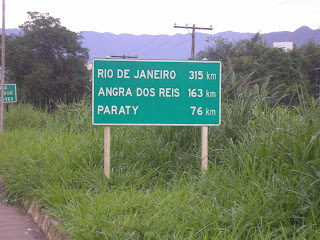 RIO DE JANEIRO 315 km
ANGRA DOS REIS 163 km
PARATY 76 km